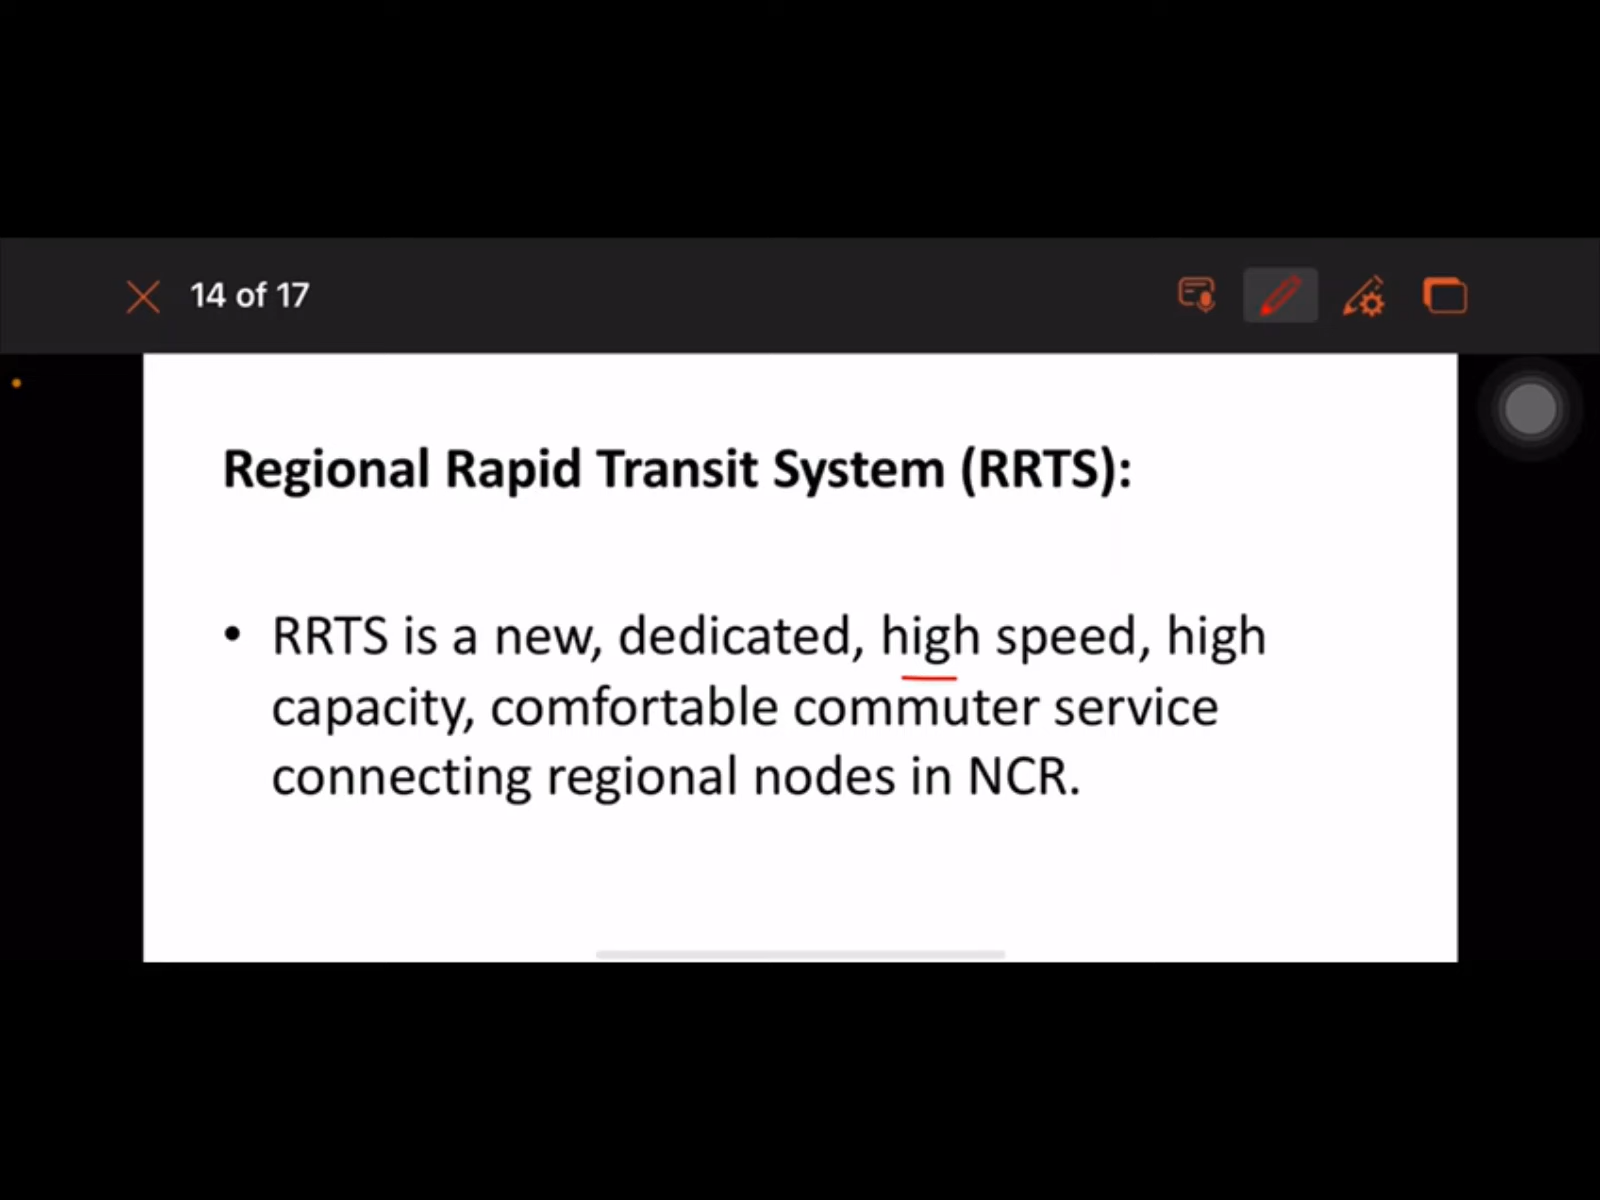 14 of 17
Regional Rapid Transit System (RRTS):
• RRTS is a new, dedicated, high speed, high
capacity, comfortable commuter service
connecting regional nodes in NCR.